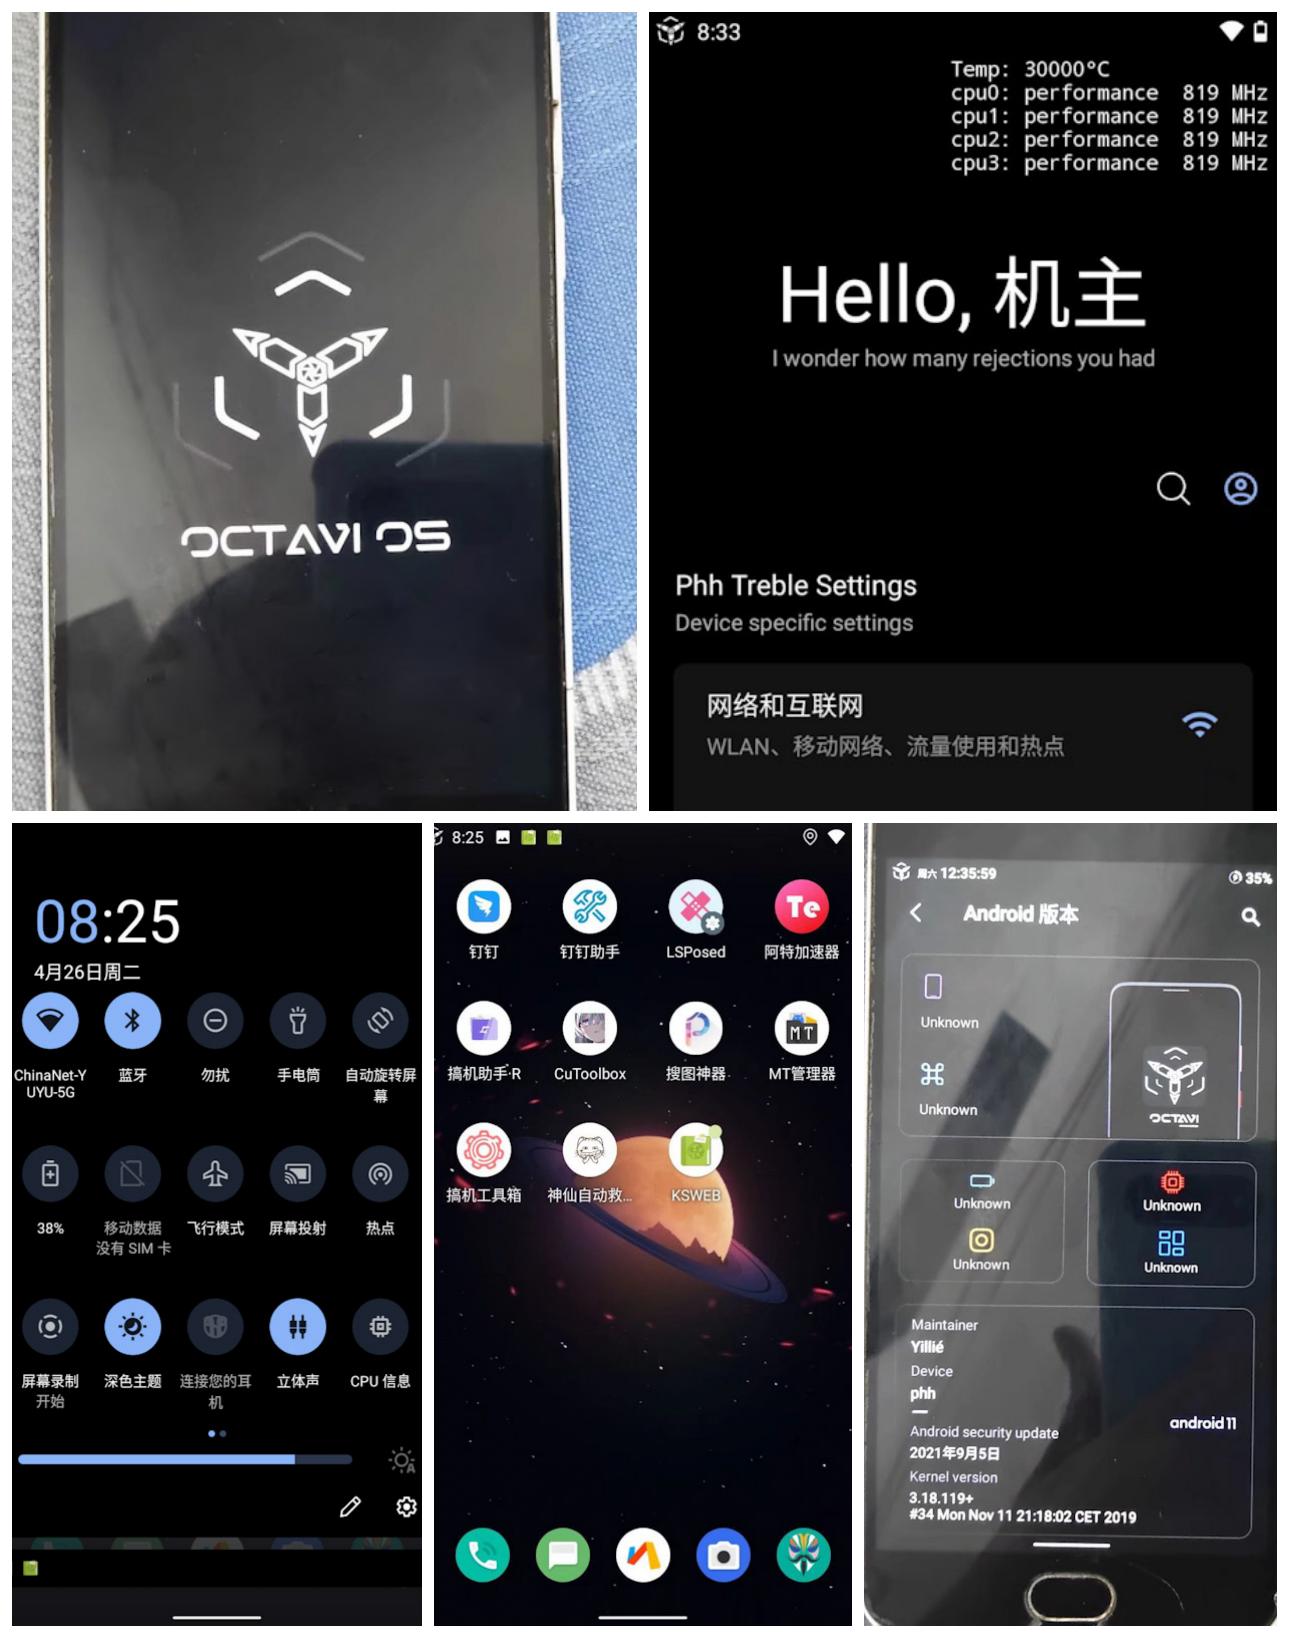 OCTAVI OS
8:33
Temp: 30000°C
cpu0: performance 819 MHz
cpu1: performance 819 MHz
cpu2: performance 819 MHz
cpu3: performance 819 MHz
Hello, 机主
I wonder how many rejections you had
Phh Treble Settings
Device specific settings
网络和互联网
WLAN、移动网络、流量使用和热点
08:25
4月26日周二
ChinaNet-Y
UYU-5G
蓝牙
勿扰
手电筒
自动旋转屏
幕
38%
移动数据
没有 SIM 卡
飞行模式
屏幕投射
热点
屏幕录制
开始
深色主题
连接您的耳
机
立体声
CPU 信息
8:25
钉钉
钉钉助手
LSPosed
Te
阿特加速器
搞机助手·R
CuToolbox
搜图神器
MT
MT管理器
搞机工具箱
神仙自动救...
KSWEB
周六 12:35:59
35%
Android 版本
Unknown
Unknown
OCTAVI
Unknown
Unknown
Unknown
Unknown
Maintainer
Yillié
Device
phh
Android security update
2021年9月5日
android 11
Kernel version
3.18.119+
#34 Mon Nov 11 21:18:02 CET 2019